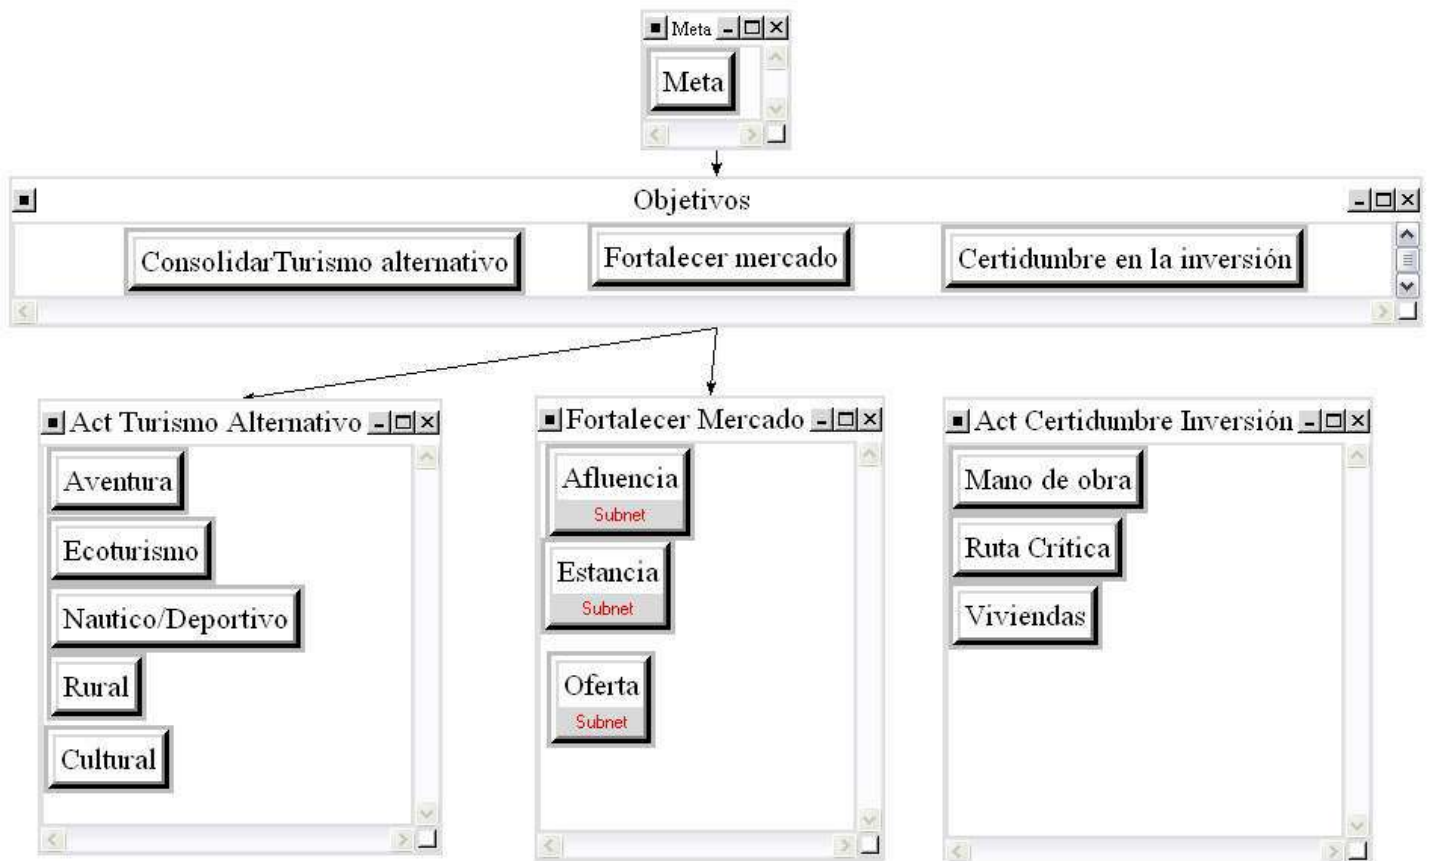 Meta
Meta
Objetivos
ConsolidarTurismo alternativo
Fortalecer mercado
Certidumbre en la inversión
Act Turismo Alternativo
Aventura
Ecoturismo
Nautico/Deportivo
Rural
Cultural
Fortalecer Mercado
Afluencia
Subnet
Estancia
Subnet
Oferta
Subnet
Act Certidumbre Inversión
Mano de obra
Ruta Crítica
Viviendas